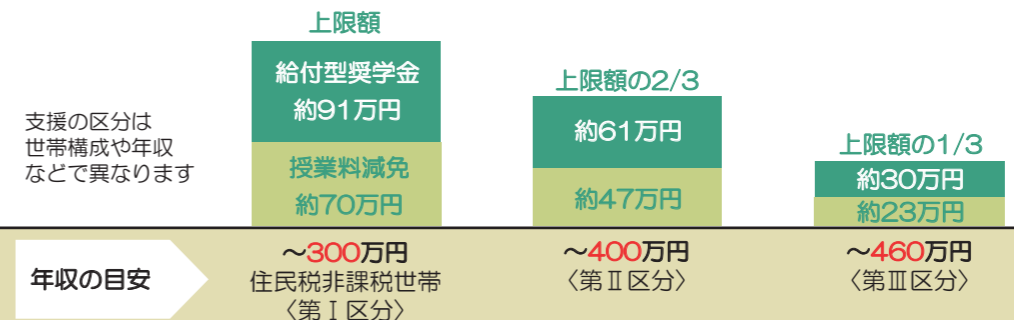 上限額
給付型奨学金
約91万円
授業料減免
約70万円
上限額の2/3
約61万円
約47万円
上限額の1/3
約30万円
約23万円
支援の区分は
世帯構成や年収
などで異なります
年収の目安
～300万円
住民税非課税世帯
〈第Ⅰ区分〉
～400万円
〈第Ⅱ区分〉
～460万円
〈第Ⅲ区分〉